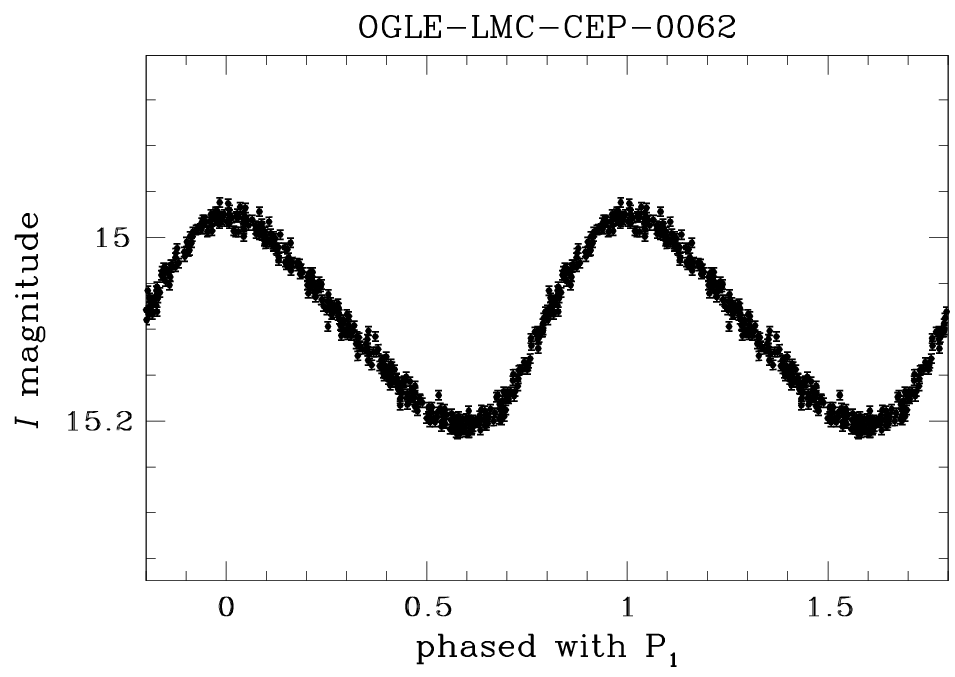 OGLE-LMC-CEP-0062
I magnitude
15
15.2
0 0.5 1 1.5
phased with P₁